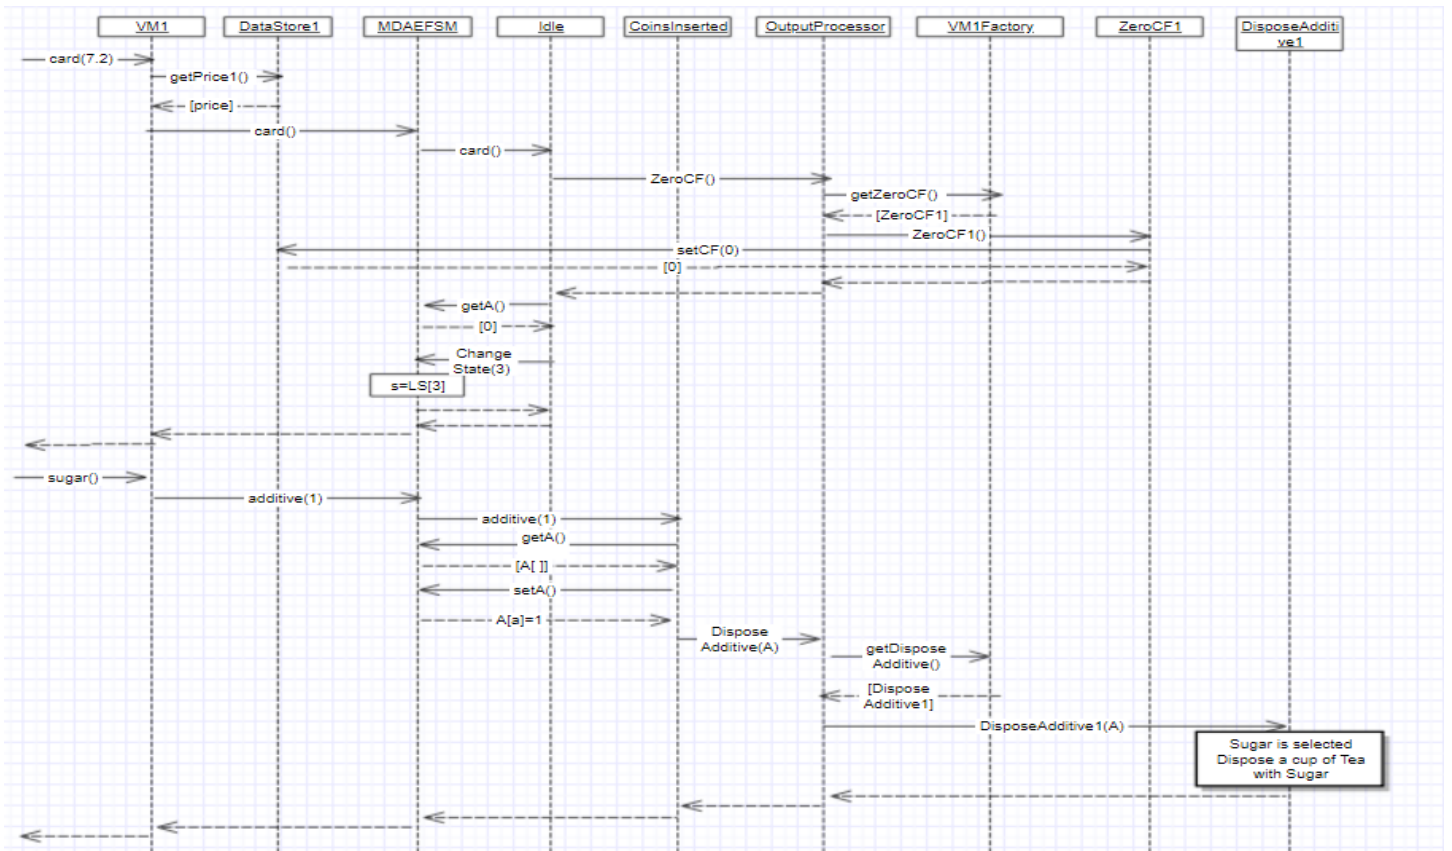 VM1
DataStore1
MDAEFSM
Idle
CoinsInserted
OutputProcessor
VM1Factory
ZeroCF1
DisposeAdditi
ve1
card(7.2)
getPrice1()
[price]
card()
card()
ZeroCF()
getZeroCF()
[ZeroCF1]
ZeroCF1()
setCF(0)
[0]
getA()
[0]
Change
State(3)
s=LS[3]
sugar()
additive(1)
additive(1)
getA()
[A[ ]]
setA()
A[a]=1
Dispose
Additive(A)
getDispose
Additive()
[Dispose
Additive1]
DisposeAdditive1(A)
Sugar is selected
Dispose a cup of Tea
with Sugar